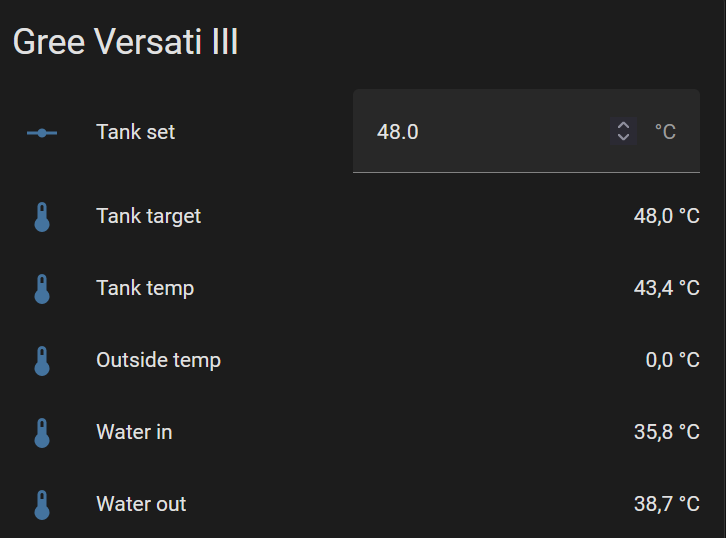 Gree Versati III
Tank set 48.0 °C
Tank target 48,0 °C
Tank temp 43,4 °C
Outside temp 0,0 °C
Water in 35,8 °C
Water out 38,7 °C